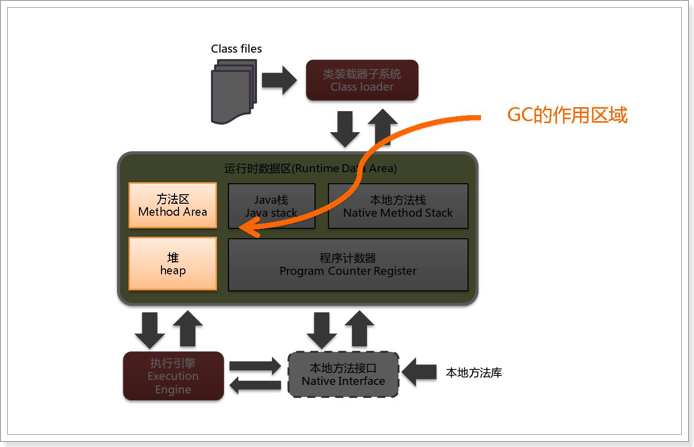 Class files
类装载器子系统
Class loader
GC的作用区域
运行时数据区(Runtime Data Area)
方法区
Method Area
Java栈
Java stack
本地方法栈
Native Method Stack
堆
heap
程序计数器
Program Counter Register
执行引擎
Execution
Engine
本地方法接口
Native Interface
本地方法库